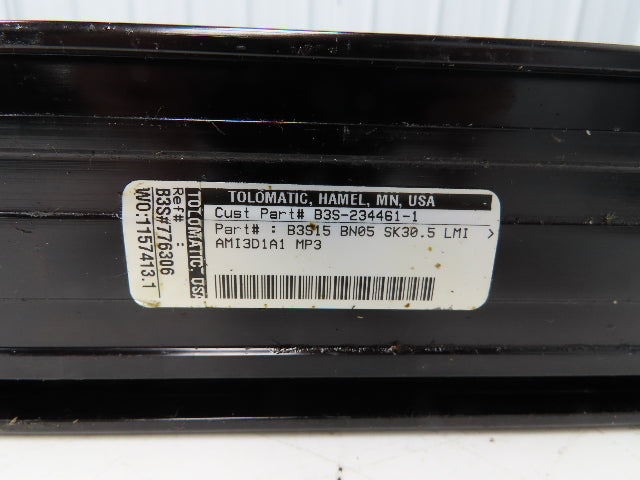 TOLOMATIC, HAMEL, MN, USA
Cust Part# B3S-234461-1
Part# : B3S15 BN05 SK30.5 LMI >
AMI3D1A1 MP3
TOLOMATIC. USA
Ref# :
B3S#776306
WO:1157413.1